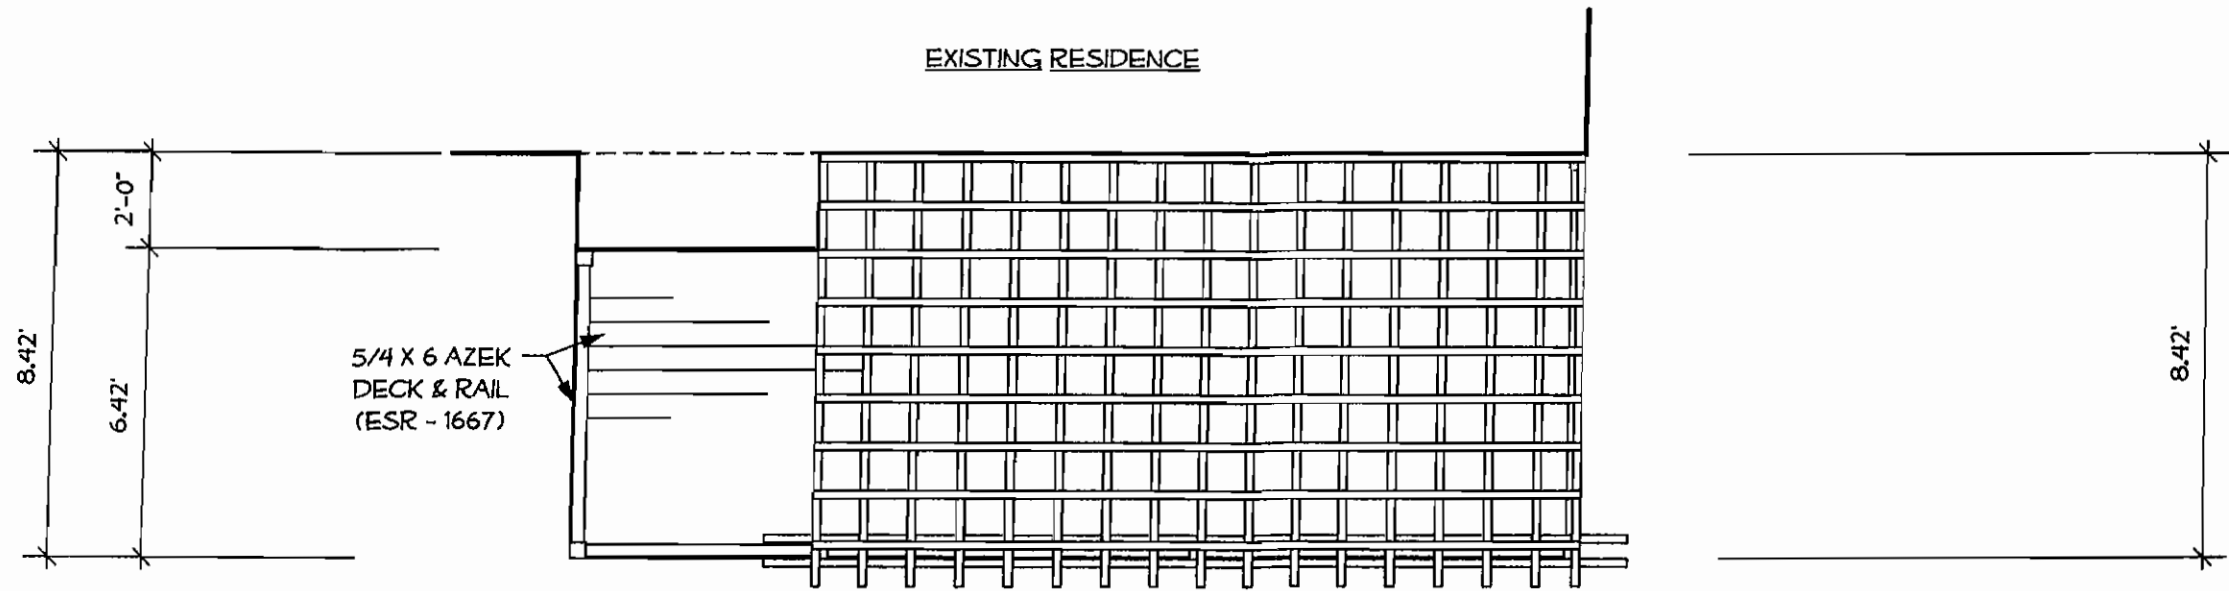 EXISTING RESIDENCE
2'-0"
8.42'
6.42'
5/4 X 6 AZEK
DECK & RAIL
(ESR - 1667)
8.42'